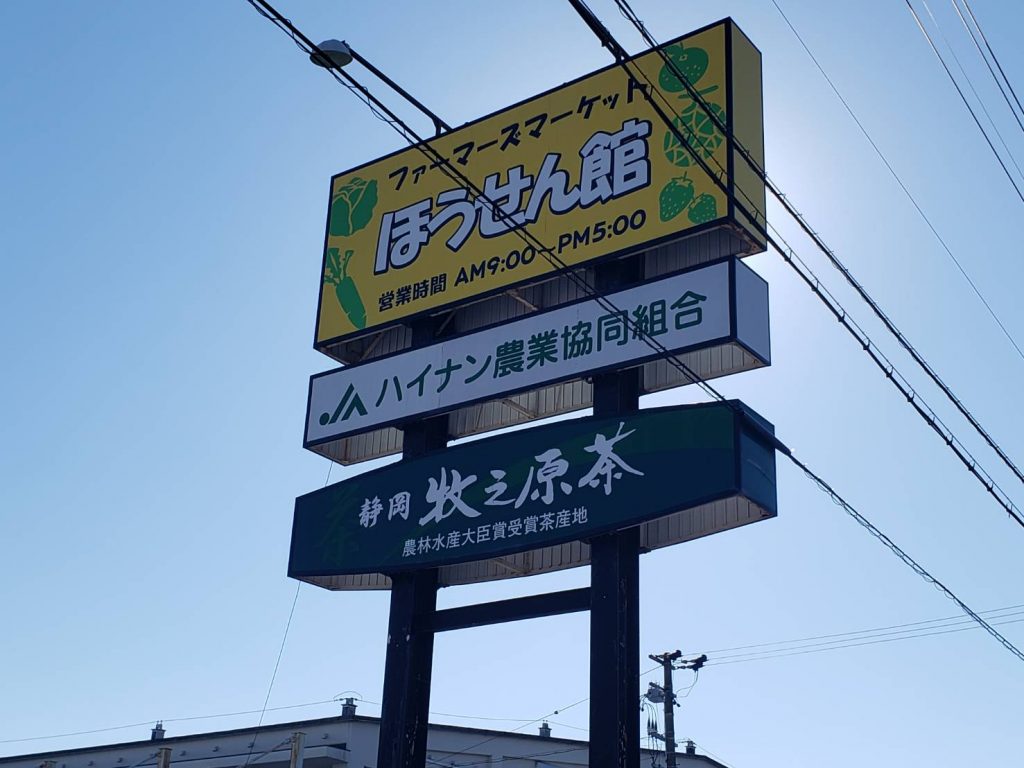 ファーマーズマーケット
ほうせん館
営業時間 AM9:00〜PM5:00
JA ハイナン農業協同組合
静岡 牧之原茶
農林水産大臣賞受賞茶産地